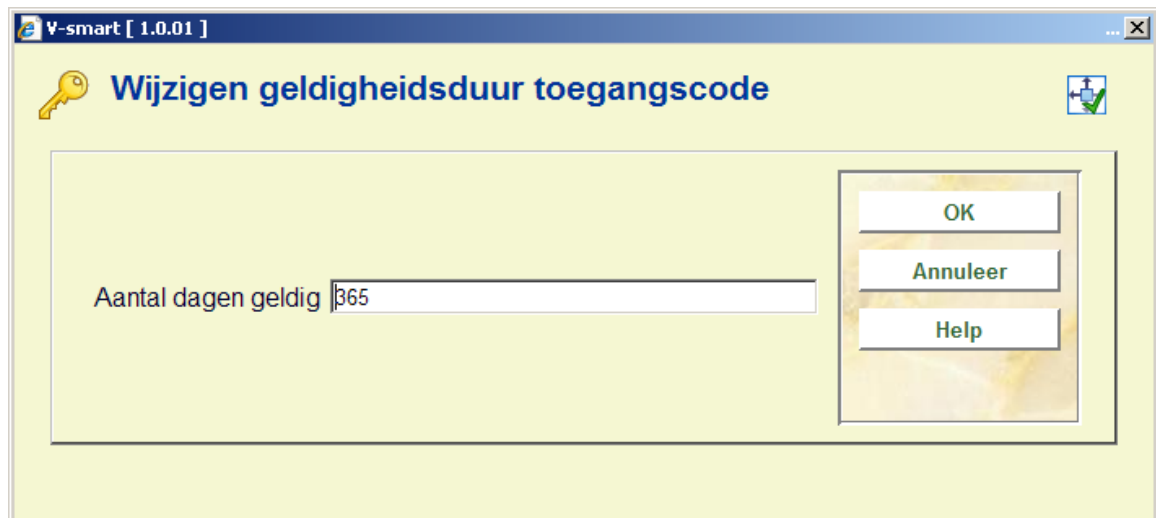 V-smart [ 1.0.01 ] ...
Wijzigen geldigheidsduur toegangscode
Aantal dagen geldig 365
OK
Annuleer
Help